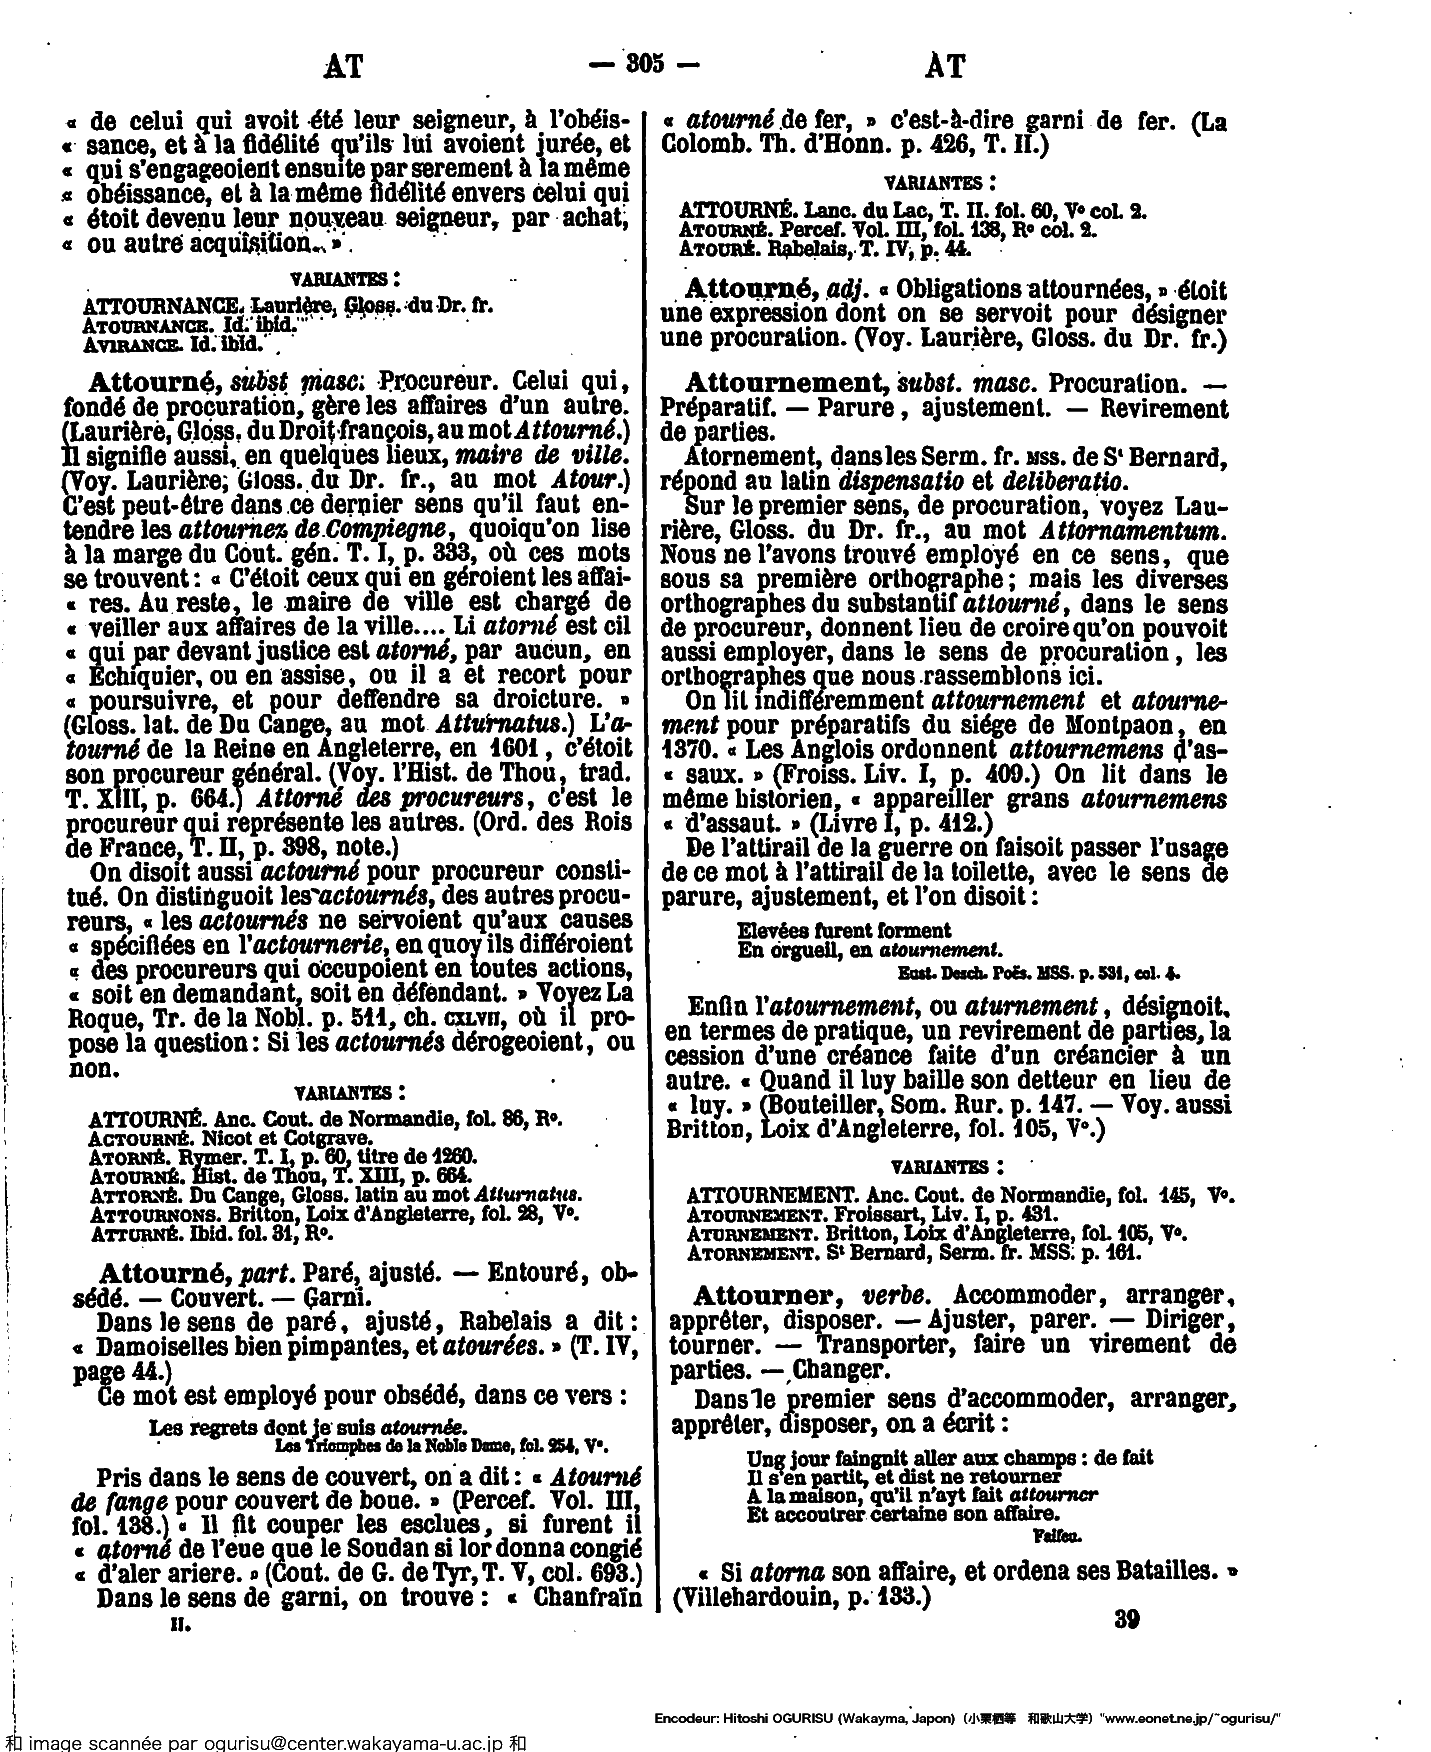 AT
— 305 —
AT
« de celui qui avoit été leur seigneur, à l'obéis-
« sance, et à la fidélité qu'ils lui avoient jurée, et
« qui s'engageoient ensuite par serement à la même
« obéissance, et à la même fidélité envers celui qui
« étoit devenu leur nouveau seigneur, par achat,
« ou autre acquisition. »
VARIANTES :
ATTOURNANCE. Laurière, Gloss. du Dr. fr.
ATOURNANCE. Id. ibid.
AVIRANCE. Id. ibid.
Attourné, subst masc. Procureur. Celui qui,
fondé de procuration, gère les affaires d'un autre.
(Laurière, Gloss. du Droit françois, au mot Attourné.)
Il signifie aussi, en quelques lieux, maire de ville.
(Voy. Laurière, Gloss. du Dr. fr., au mot Atour.)
C'est peut-être dans ce dernier sens qu'il faut en-
tendre les attournez de Compiegne, quoiqu'on lise
à la marge du Cout. gén. T. I, p. 333, où ces mots
se trouvent : « C'étoit ceux qui en géroient les affai-
« res. Au reste, le maire de ville est chargé de
« veiller aux affaires de la ville.... Li atorné est cil
« qui par devant justice est atorné, par aucun, en
« Echiquier, ou en assise, ou il a et recort pour
« poursuivre, et pour deffendre sa droicture. »
(Gloss. lat. de Du Cange, au mot Atturnatus.) L'a-
tourné de la Reine en Angleterre, en 1601, c'étoit
son procureur général. (Voy. l'Hist. de Thou, trad.
T. XIII, p. 664.) Attorné des procureurs, c'est le
procureur qui représente les autres. (Ord. des Rois
de France, T. II, p. 398, note.)
On disoit aussi actourné pour procureur consti-
tué. On distinguoit les actournés, des autres procu-
reurs, « les actournés ne servoient qu'aux causes
« spécifiées en l'actournerie, en quoy ils différoient
« des procureurs qui occupoient en toutes actions,
« soit en demandant, soit en défendant. » Voyez La
Roque, Tr. de la Nobl. p. 511, ch. CXLVII, où il pro-
pose la question : Si les actournés dérogeoient, ou
non.
VARIANTES :
ATTOURNÉ. Anc. Cout. de Normandie, fol. 86, Rº.
ACTOURNÉ. Nicot et Cotgrave.
ATORNÉ. Rymer. T. I, p. 60, titre de 1260.
ATOURNÉ. Hist. de Thou, T. XIII, p. 664.
ATTORNÉ. Du Cange, Gloss. latin au mot Atturnatus.
ATTOURNONS. Britton, Loix d'Angleterre, fol. 28, Vº.
ATTURNÉ. Ibid. fol. 31, Rº.
Attourné, part. Paré, ajusté. — Entouré, ob-
sédé. — Couvert. — Garni.
Dans le sens de paré, ajusté, Rabelais a dit :
« Damoiselles bien pimpantes, et atourées. » (T. IV,
page 44.)
Ce mot est employé pour obsédé, dans ce vers :
Les regrets dont je suis atournée.
Les Triomphes de la Noble Dame, fol. 254, Vº.
Pris dans le sens de couvert, on a dit : « Atourné
de fange pour couvert de boue. » (Percef. Vol. III,
fol. 138.) « Il fit couper les esclues, si furent il
« atorné de l'eue que le Soudan si lor donna congié
« d'aler ariere. » (Cont. de G. de Tyr, T. V, col. 693.)
Dans le sens de garni, on trouve : « Chanfrain
II.
« atourné de fer, » c'est-à-dire garni de fer. (La
Colomb. Th. d'Honn. p. 426, T. II.)
VARIANTES :
ATTOURNÉ. Lanc. du Lac, T. II. fol. 60, Vº col. 2.
ATOURNÉ. Percef. Vol. III, fol. 138, Rº col. 2.
ATOURÉ. Rabelais, T. IV, p. 44.
Attourné, adj. « Obligations attournées, » étoit
une expression dont on se servoit pour désigner
une procuration. (Voy. Laurière, Gloss. du Dr. fr.)
Attournement, subst. masc. Procuration. —
Préparatif. — Parure, ajustement. — Revirement
de parties.
Atornement, dans les Serm. fr. MSS. de Sᵗ Bernard,
répond au latin dispensatio et deliberatio.
Sur le premier sens, de procuration, voyez Lau-
rière, Gloss. du Dr. fr., au mot Attornamentum.
Nous ne l'avons trouvé employé en ce sens, que
sous sa première orthographe ; mais les diverses
orthographes du substantif attourné, dans le sens
de procureur, donnent lieu de croire qu'on pouvoit
aussi employer, dans le sens de procuration, les
orthographes que nous rassemblons ici.
On lit indifféremment attournement et atourne-
ment pour préparatifs du siége de Montpaon, en
1370. « Les Anglois ordonnent attournemens d'as-
« saux. » (Froiss. Liv. I, p. 409.) On lit dans le
même historien, « appareiller grans atournemens
« d'assaut. » (Livre I, p. 412.)
De l'attirail de la guerre on faisoit passer l'usage
de ce mot à l'attirail de la toilette, avec le sens de
parure, ajustement, et l'on disoit :
Elevées furent forment
En orgueil, en atournement.
Eust. Desch. Poës. MSS. p. 531, col. 4.
Enfin l'atournement, ou aturnement, désignoit,
en termes de pratique, un revirement de parties, la
cession d'une créance faite d'un créancier à un
autre. « Quand il luy baille son detteur en lieu de
« luy. » (Bouteiller, Som. Rur. p. 147. — Voy. aussi
Britton, Loix d'Angleterre, fol. 105, Vº.)
VARIANTES :
ATTOURNEMENT. Anc. Cout. de Normandie, fol. 145, Vº.
ATOURNEMENT. Froissart, Liv. I, p. 431.
ATURNEMENT. Britton, Loix d'Angleterre, fol. 105, Vº.
ATORNEMENT. Sᵗ Bernard, Serm. fr. MSS. p. 161.
Attourner, verbe. Accommoder, arranger,
apprêter, disposer. — Ajuster, parer. — Diriger,
tourner. — Transporter, faire un virement de
parties. — Changer.
Dans le premier sens d'accommoder, arranger,
apprêter, disposer, on a écrit :
Ung jour faingnit aller aux champs : de fait
Il s'en partit, et dist ne retourner
A la maison, qu'il n'ayt fait attourner
Et accoutrer certaine son affaire.
Faifeu.
« Si atorna son affaire, et ordena ses Batailles. »
(Villehardouin, p. 133.)
39
Encodeur: Hitoshi OGURISU (Wakayma, Japon) (小栗栖等 和歌山大学) "www.eonet.ne.jp/~ogurisu/"
和 image scannée par ogurisu@center.wakayama-u.ac.jp 和